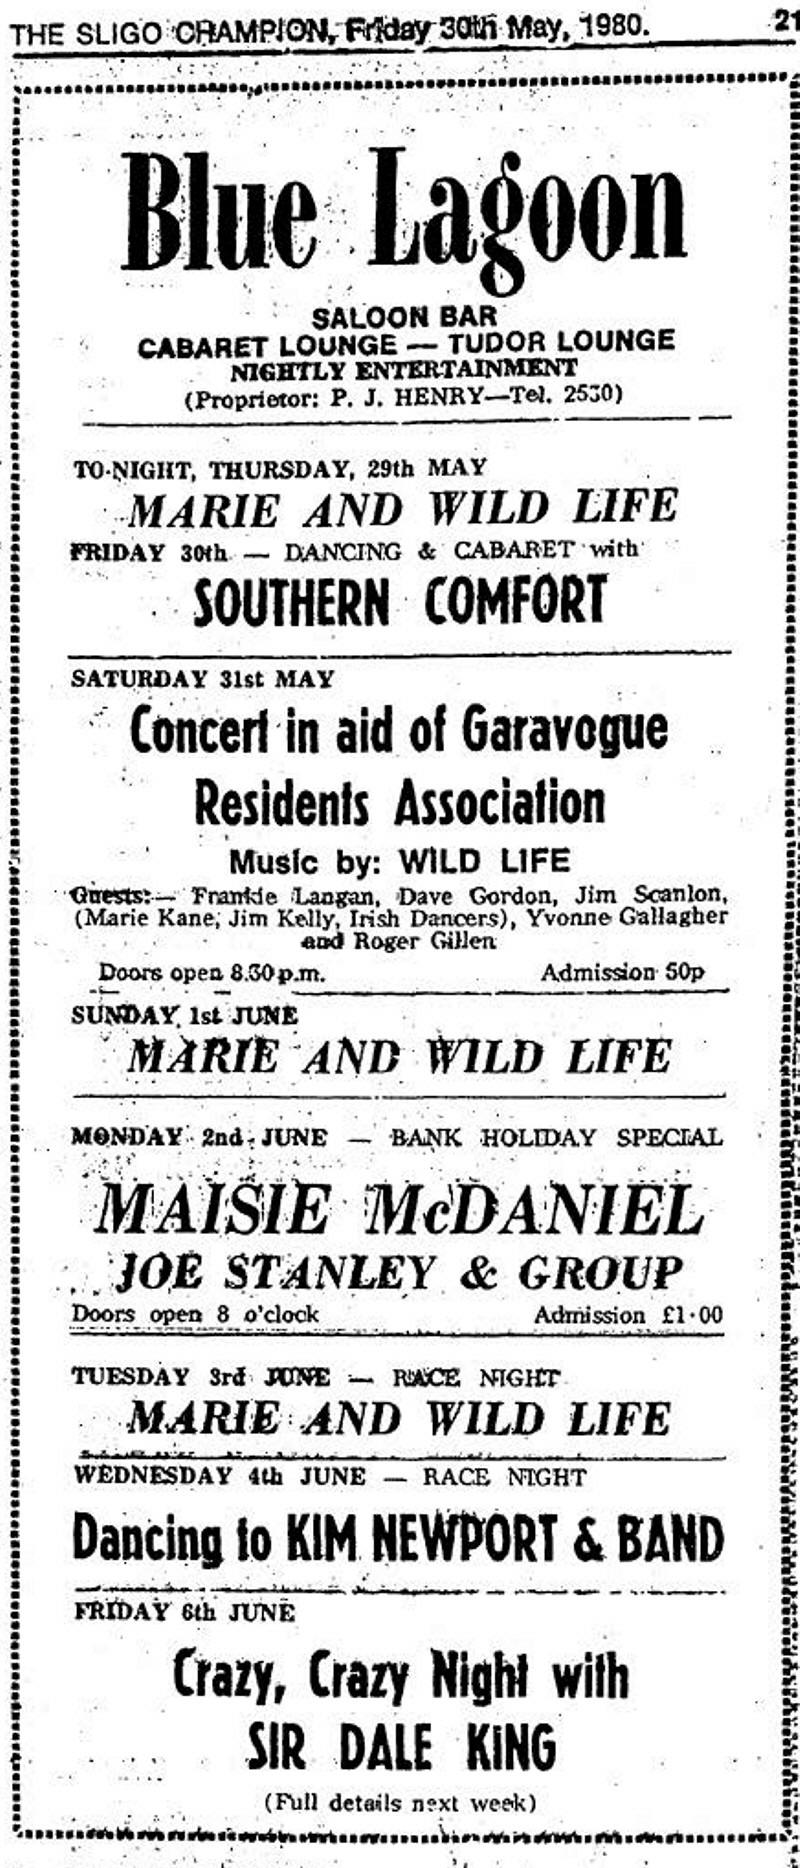 THE SLIGO CHAMPION, Friday 30th May, 1980. 21
Blue Lagoon
SALOON BAR
CABARET LOUNGE — TUDOR LOUNGE
NIGHTLY ENTERTAINMENT
(Proprietor: P. J. HENRY—Tel. 2530)
TO-NIGHT, THURSDAY, 29th MAY
MARIE AND WILD LIFE
FRIDAY 30th — DANCING & CABARET with
SOUTHERN COMFORT
SATURDAY 31st MAY
Concert in aid of Garavogue
Residents Association
Music by: WILD LIFE
Guests:— Frankie Langan, Dave Gordon, Jim Scanlon,
(Marie Kane, Jim Kelly, Irish Dancers), Yvonne Gallagher
and Roger Gillen
Doors open 8.30 p.m. Admission 50p
SUNDAY, 1st JUNE
MARIE AND WILD LIFE
MONDAY 2nd JUNE — BANK HOLIDAY SPECIAL
MAISIE McDANIEL
JOE STANLEY & GROUP
Doors open 8 o'clock Admission £1·00
TUESDAY 3rd JUNE — RACE NIGHT
MARIE AND WILD LIFE
WEDNESDAY 4th JUNE — RACE NIGHT
Dancing to KIM NEWPORT & BAND
FRIDAY 6th JUNE
Crazy, Crazy Night with
SIR DALE KING
(Full details next week)